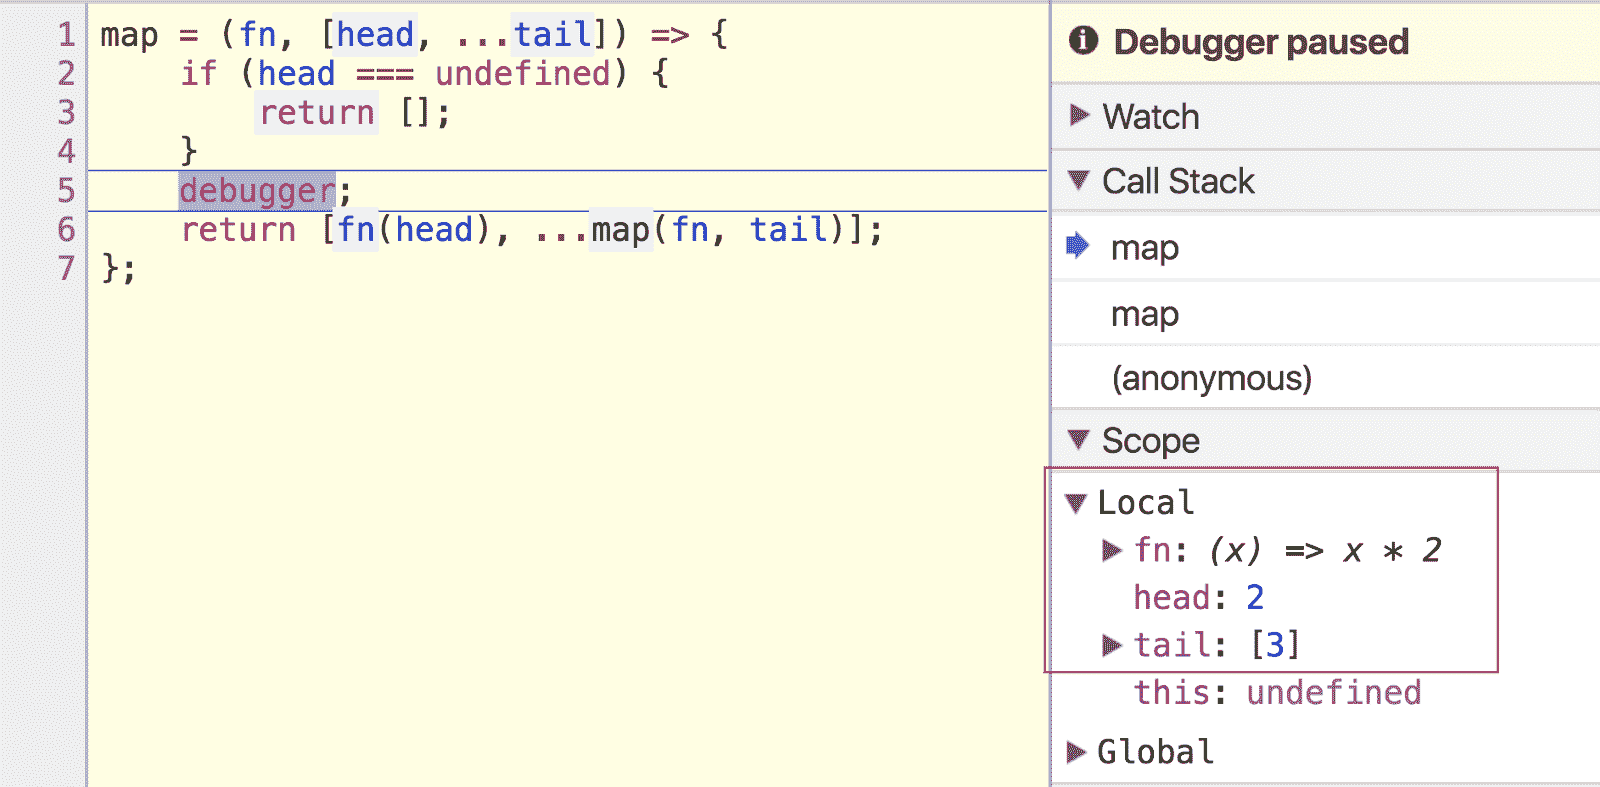 1 map = (fn, [head, ...tail]) => {
2     if (head === undefined) {
3         return [];
4     }
5     debugger;
6     return [fn(head), ...map(fn, tail)];
7 };
Debugger paused
Watch
Call Stack
map
map
(anonymous)
Scope
Local
fn: (x) => x * 2
head: 2
tail: [3]
this: undefined
Global